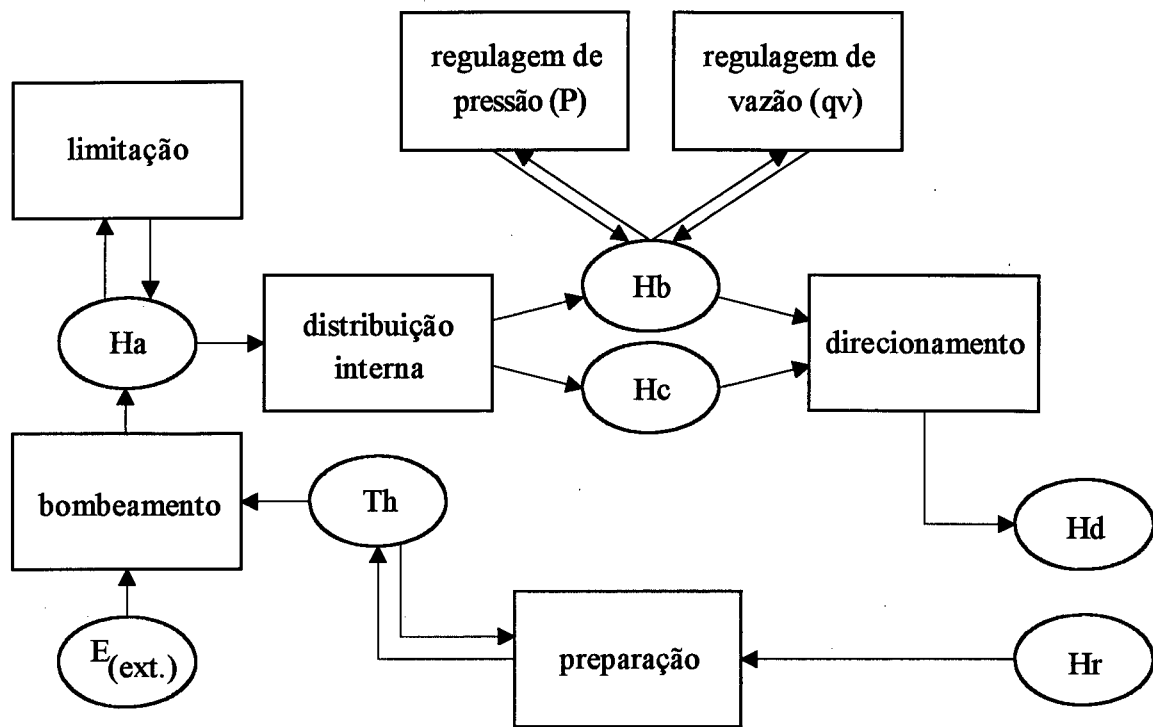 regulagem de
pressão (P)
regulagem de
vazão (qv)
limitação
Ha
distribuição
interna
Hb
Hc
direcionamento
bombeamento
Th
Hd
E(ext.)
preparação
Hr